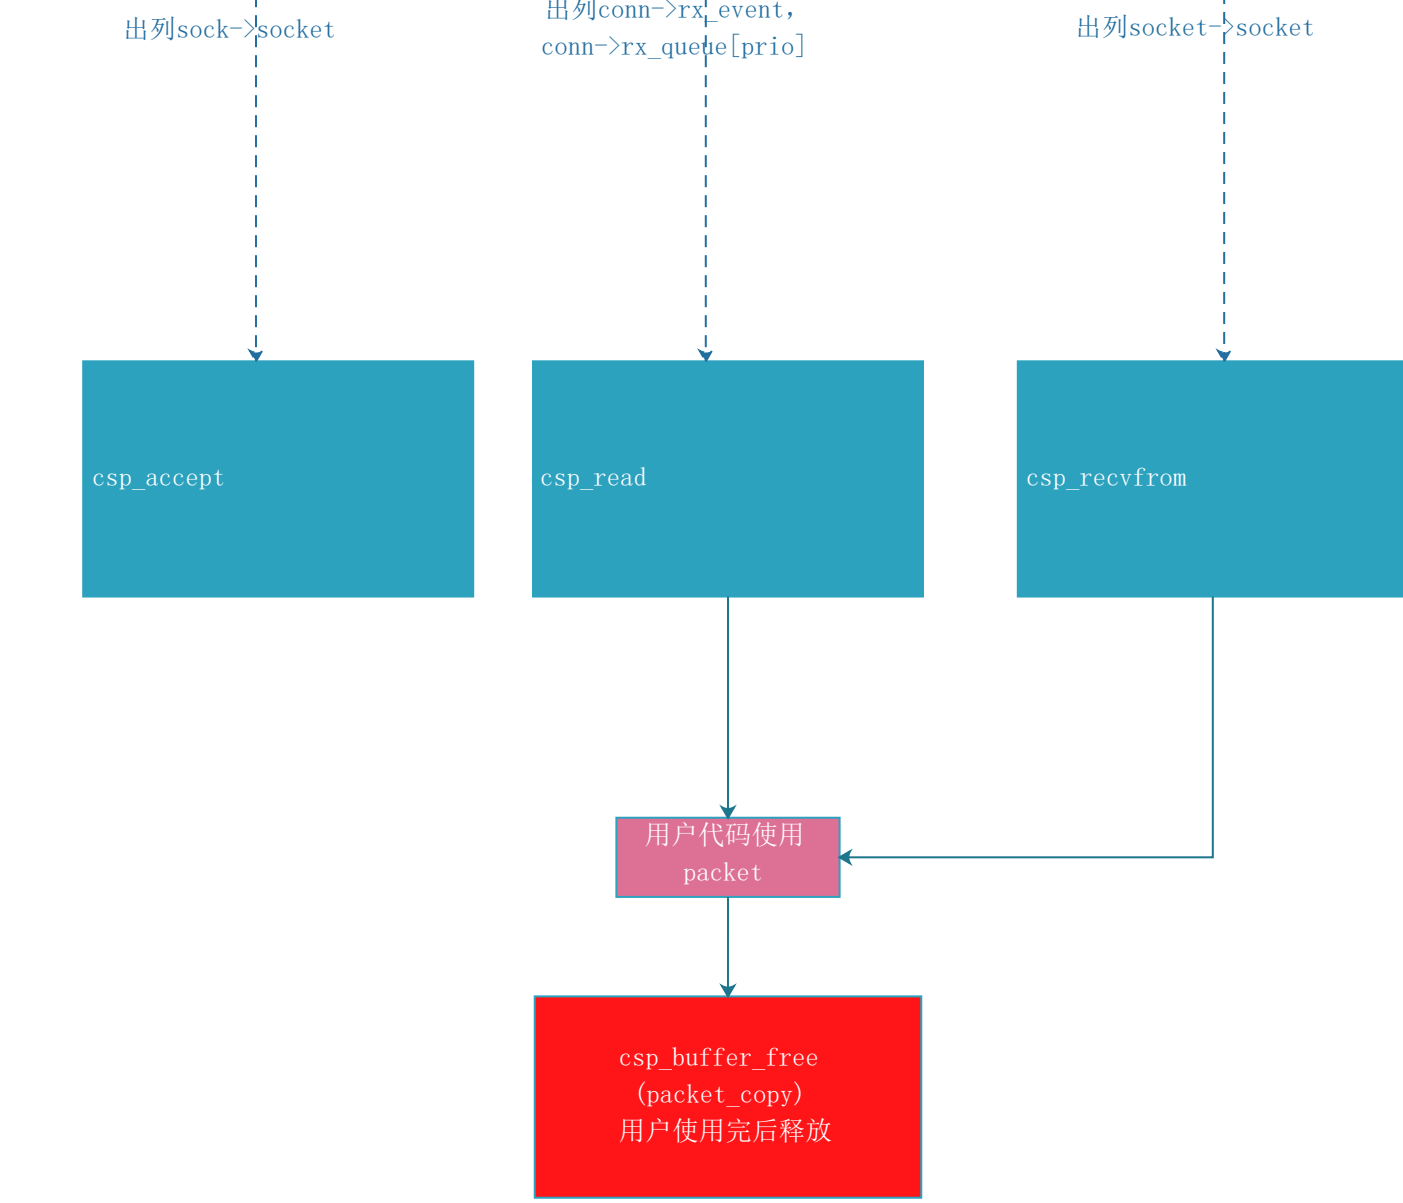 出列sock->socket
出列conn->rx_event，
conn->rx_queue[prio]
出列socket->socket
csp_accept
csp_read
csp_recvfrom
用户代码使用
packet
csp_buffer_free
(packet_copy)
用户使用完后释放